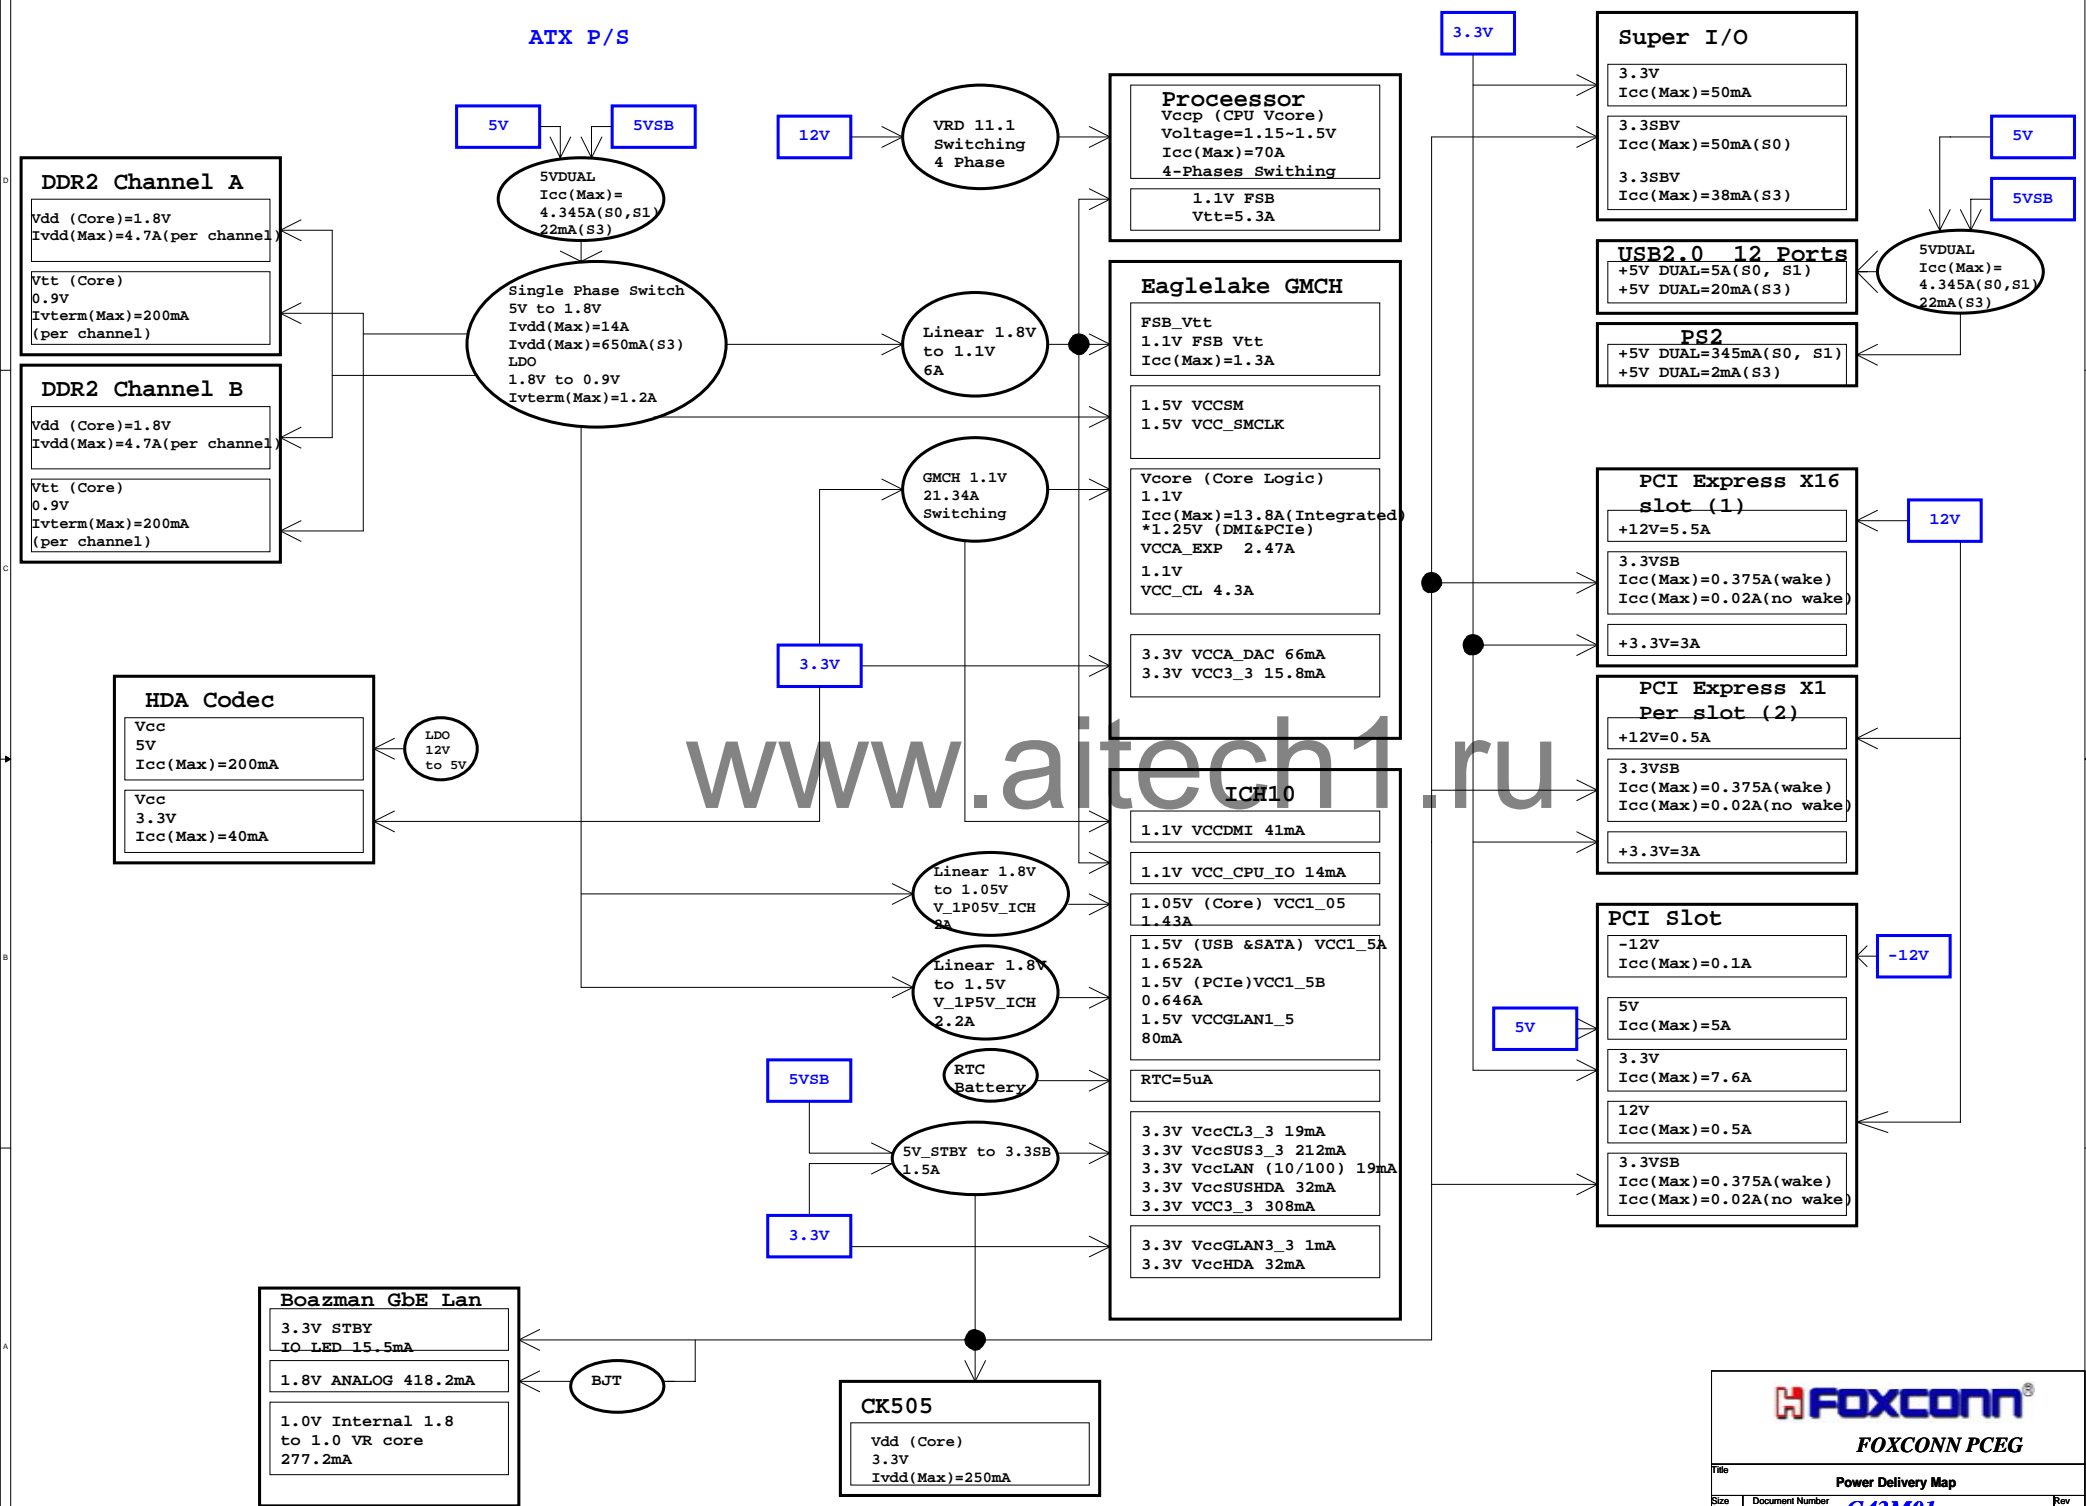 ATX P/S
5V
5VSB
5VDUAL
Icc(Max)=
4.345A(S0,S1)
22mA(S3)
DDR2 Channel A
Vdd (Core)=1.8V
Ivdd(Max)=4.7A(per channel)
Vtt (Core)
0.9V
Ivterm(Max)=200mA
(per channel)
DDR2 Channel B
Vdd (Core)=1.8V
Ivdd(Max)=4.7A(per channel)
Vtt (Core)
0.9V
Ivterm(Max)=200mA
(per channel)
Single Phase Switch
5V to 1.8V
Ivdd(Max)=14A
Ivdd(Max)=650mA(S3)
LDO
1.8V to 0.9V
Ivterm(Max)=1.2A
HDA Codec
Vcc
5V
Icc(Max)=200mA
Vcc
3.3V
Icc(Max)=40mA
LDO
12V
to 5V
12V
VRD 11.1
Switching
4 Phase
Linear 1.8V
to 1.1V
6A
GMCH 1.1V
21.34A
Switching
3.3V
Linear 1.8V
to 1.05V
V_1P05V_ICH
2A
Linear 1.8V
to 1.5V
V_1P5V_ICH
2.2A
RTC
Battery
5VSB
5V_STBY to 3.3SB
1.5A
3.3V
Proceessor
Vccp (CPU Vcore)
Voltage=1.15~1.5V
Icc(Max)=70A
4-Phases Swithing
1.1V FSB
Vtt=5.3A
Eaglelake GMCH
FSB_Vtt
1.1V FSB Vtt
Icc(Max)=1.3A
1.5V VCCSM
1.5V VCC_SMCLK
Vcore (Core Logic)
1.1V
Icc(Max)=13.8A(Integrated)
*1.25V (DMI&PCIe)
VCCA_EXP 2.47A
1.1V
VCC_CL 4.3A
3.3V VCCA_DAC 66mA
3.3V VCC3_3 15.8mA
www.aitech1.ru
ICH10
1.1V VCCDMI 41mA
1.1V VCC_CPU_IO 14mA
1.05V (Core) VCC1_05
1.43A
1.5V (USB &SATA) VCC1_5A
1.652A
1.5V (PCIe)VCC1_5B
0.646A
1.5V VCCGLAN1_5
80mA
RTC=5uA
3.3V VccCL3_3 19mA
3.3V VccSUS3_3 212mA
3.3V VccLAN (10/100) 19mA
3.3V VccSUSHDA 32mA
3.3V VCC3_3 308mA
3.3V VccGLAN3_3 1mA
3.3V VccHDA 32mA
Boazman GbE Lan
3.3V STBY
IO LED 15.5mA
1.8V ANALOG 418.2mA
1.0V Internal 1.8
to 1.0 VR core
277.2mA
BJT
CK505
Vdd (Core)
3.3V
Ivdd(Max)=250mA
3.3V
Super I/O
3.3V
Icc(Max)=50mA
3.3SBV
Icc(Max)=50mA(S0)
3.3SBV
Icc(Max)=38mA(S3)
5V
5VSB
5VDUAL
Icc(Max)=
4.345A(S0,S1)
22mA(S3)
USB2.0 12 Ports
+5V DUAL=5A(S0, S1)
+5V DUAL=20mA(S3)
PS2
+5V DUAL=345mA(S0, S1)
+5V DUAL=2mA(S3)
PCI Express X16
slot (1)
+12V=5.5A
3.3VSB
Icc(Max)=0.375A(wake)
Icc(Max)=0.02A(no wake)
+3.3V=3A
12V
PCI Express X1
Per slot (2)
+12V=0.5A
3.3VSB
Icc(Max)=0.375A(wake)
Icc(Max)=0.02A(no wake)
+3.3V=3A
PCI Slot
-12V
Icc(Max)=0.1A
-12V
5V
5V
Icc(Max)=5A
3.3V
Icc(Max)=7.6A
12V
Icc(Max)=0.5A
3.3VSB
Icc(Max)=0.375A(wake)
Icc(Max)=0.02A(no wake)
D
C
B
A
FOXCONN®
FOXCONN PCEG
Title
Power Delivery Map
Size
Document Number
Rev